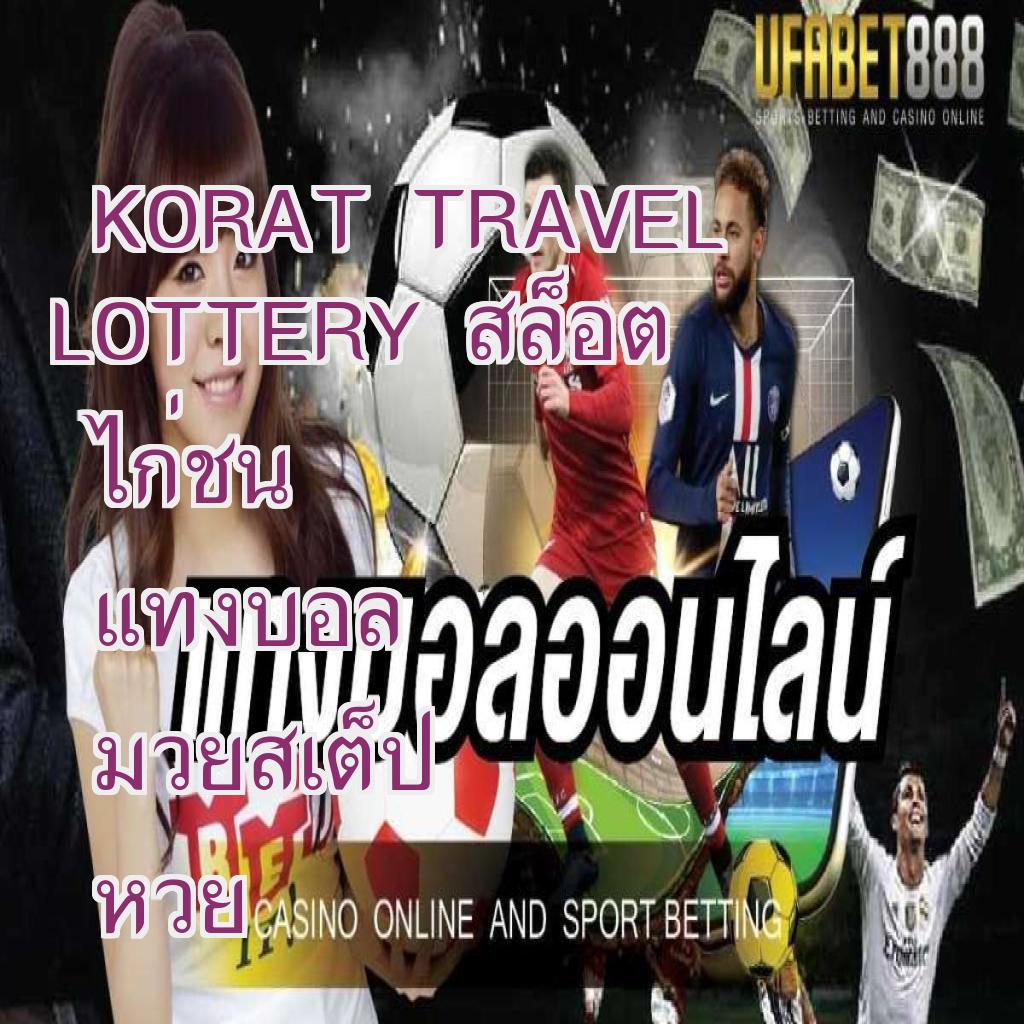 UFABET888
SPORTS BETTING AND CASINO ONLINE
KORAT TRAVEL
LOTTERY สล็อต
ไก่ชน
แทงบอล
แทงบอลออนไลน์
มวยสเต็ป
หวย
CASINO ONLINE AND SPORT BETTING